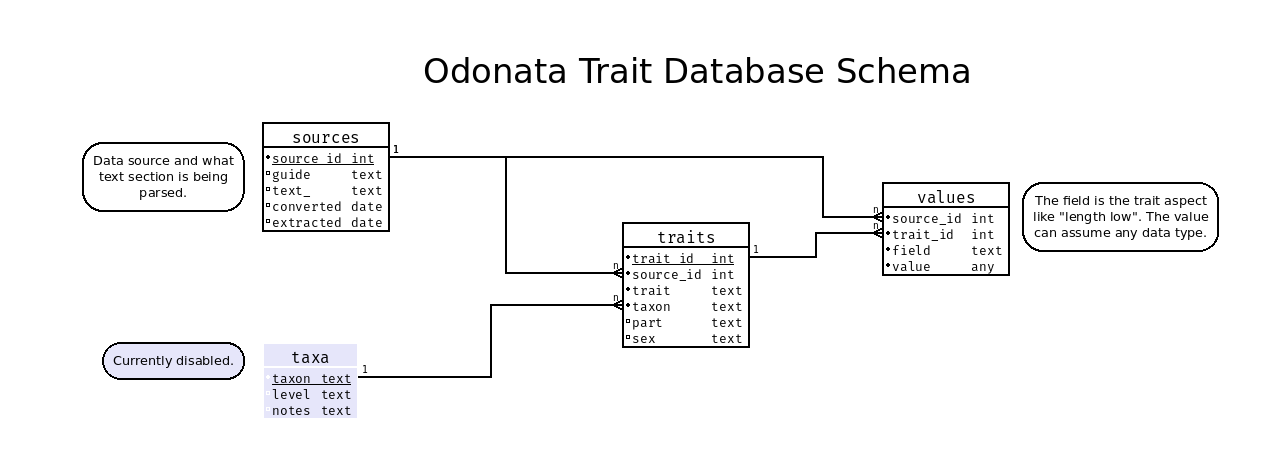 Odonata Trait Database Schema
Data source and what
text section is being
parsed.
sources
source_id int
guide text
text_ text
converted date
extracted date
1
n
n
values
source_id int
trait_id int
field text
value any
The field is the trait aspect
like "length low". The value
can assume any data type.
traits
trait_id int
source_id int
trait text
taxon text
part text
sex text
1
n
n
Currently disabled.
taxa
taxon text
level text
notes text
1